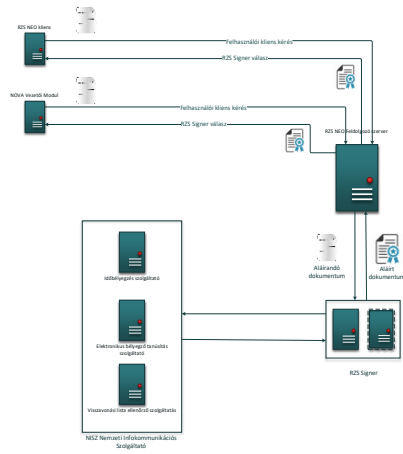 RZS NEO kliens
Felhasználói kliens kérés
RZS Signer válasz
NOVA Vezetői Modul
Felhasználói kliens kérés
RZS Signer válasz
RZS NEO Feldolgozó szerver
Aláírandó
dokumentum
Aláírt
dokumentum
Időbélyegzés szolgáltató
Elektronikus bélyegző tanúsítás
szolgáltató
RZS Signer
Visszavonási lista ellenőrző szolgáltatás
NISZ Nemzeti Infokommunikációs
Szolgáltató